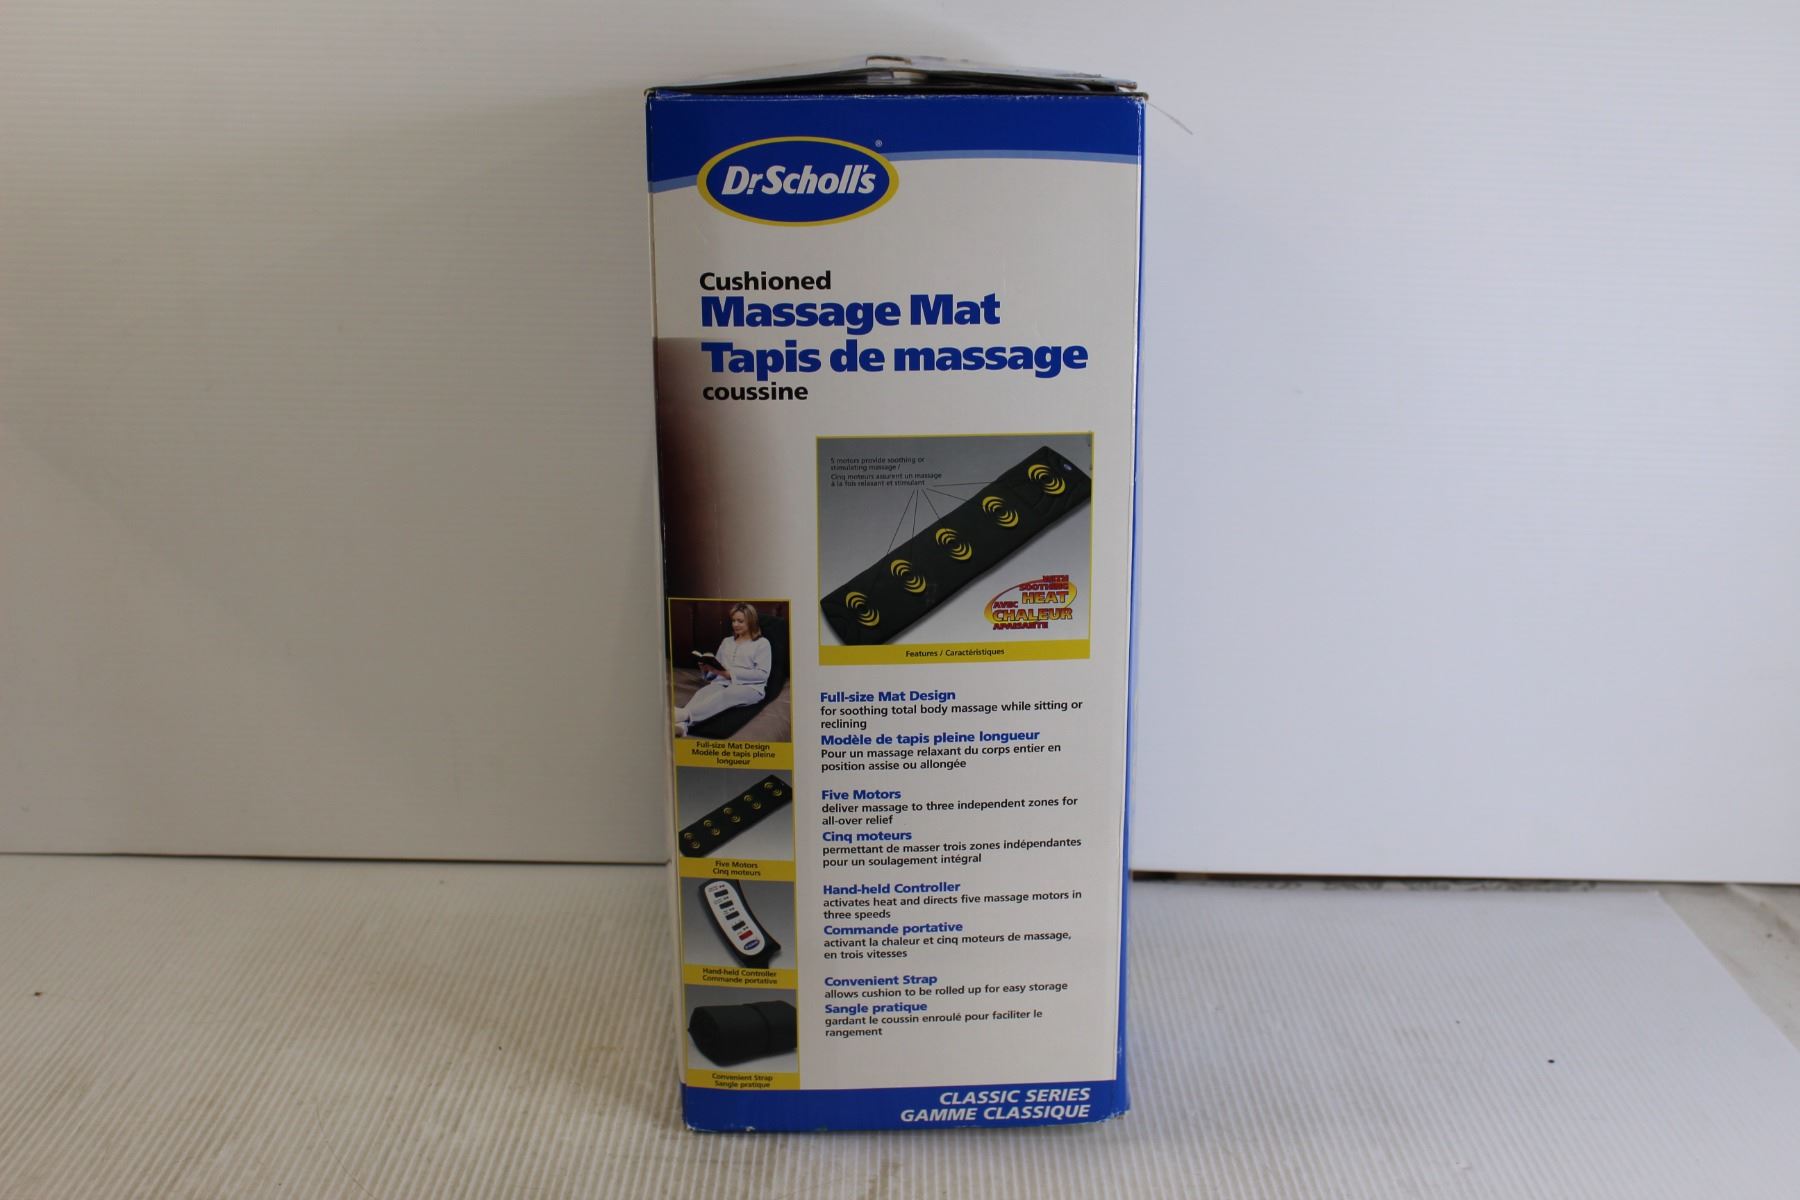 Dr.Scholl's®
Cushioned
Massage Mat
Tapis de massage
coussine
5 motors provide soothing or
stimulating massage /
Cinq moteurs assurent un massage
à la fois relaxant et stimulant
WITH
SOOTHING
HEAT
AVEC
CHALEUR
APAISANTE
Features / Caractéristiques
Full-size Mat Design
for soothing total body massage while sitting or
reclining
Modèle de tapis pleine longueur
Pour un massage relaxant du corps entier en
position assise ou allongée
Five Motors
deliver massage to three independent zones for
all-over relief
Cinq moteurs
permettant de masser trois zones indépendantes
pour un soulagement intégral
Hand-held Controller
activates heat and directs five massage motors in
three speeds
Commande portative
activant la chaleur et cinq moteurs de massage,
en trois vitesses
Convenient Strap
allows cushion to be rolled up for easy storage
Sangle pratique
gardant le coussin enroulé pour faciliter le
rangement
Full-size Mat Design
Modèle de tapis pleine
longueur
Five Motors
Cinq moteurs
Hand-held Controller
Commande portative
Convenient Strap
Sangle pratique
CLASSIC SERIES
GAMME CLASSIQUE